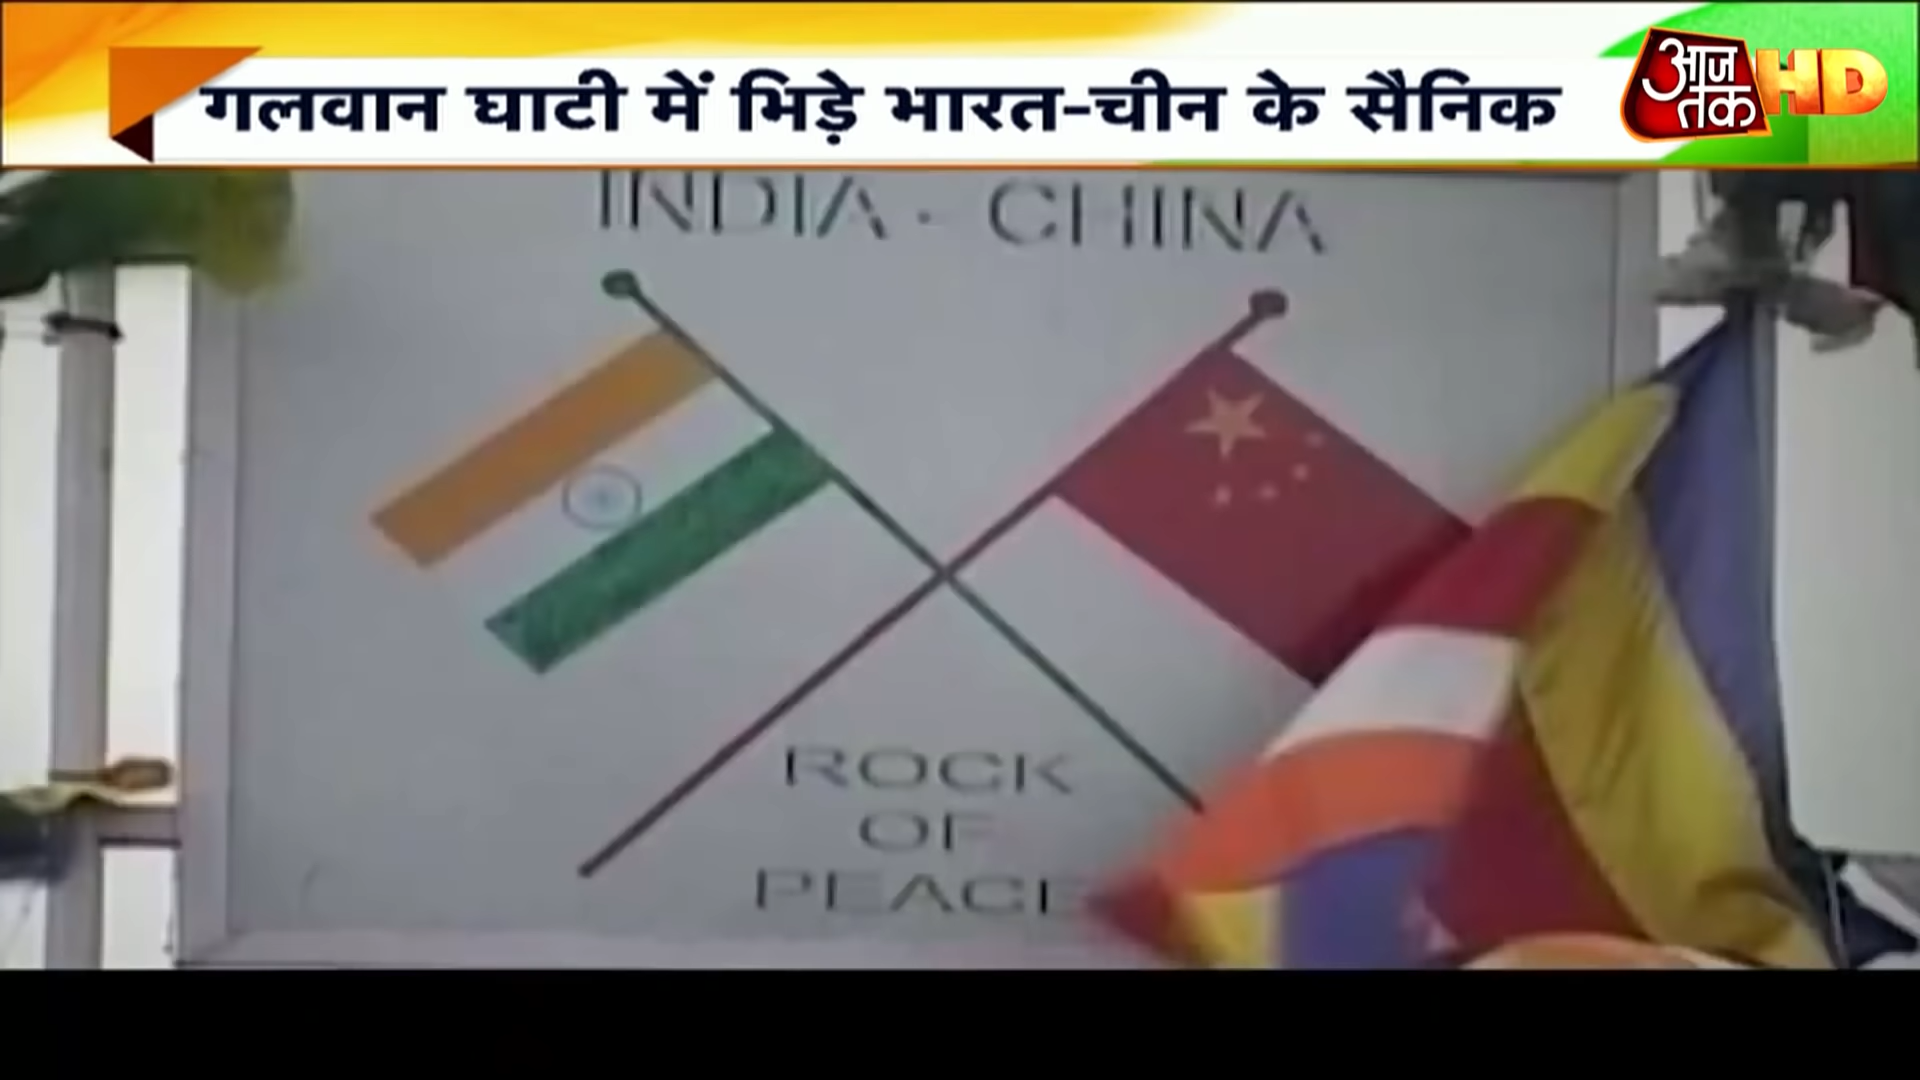 गलवान घाटी में भिड़े भारत-चीन के सैनिक
आज
तक
HD
INDIA - CHINA
ROCK
OF
PEACE